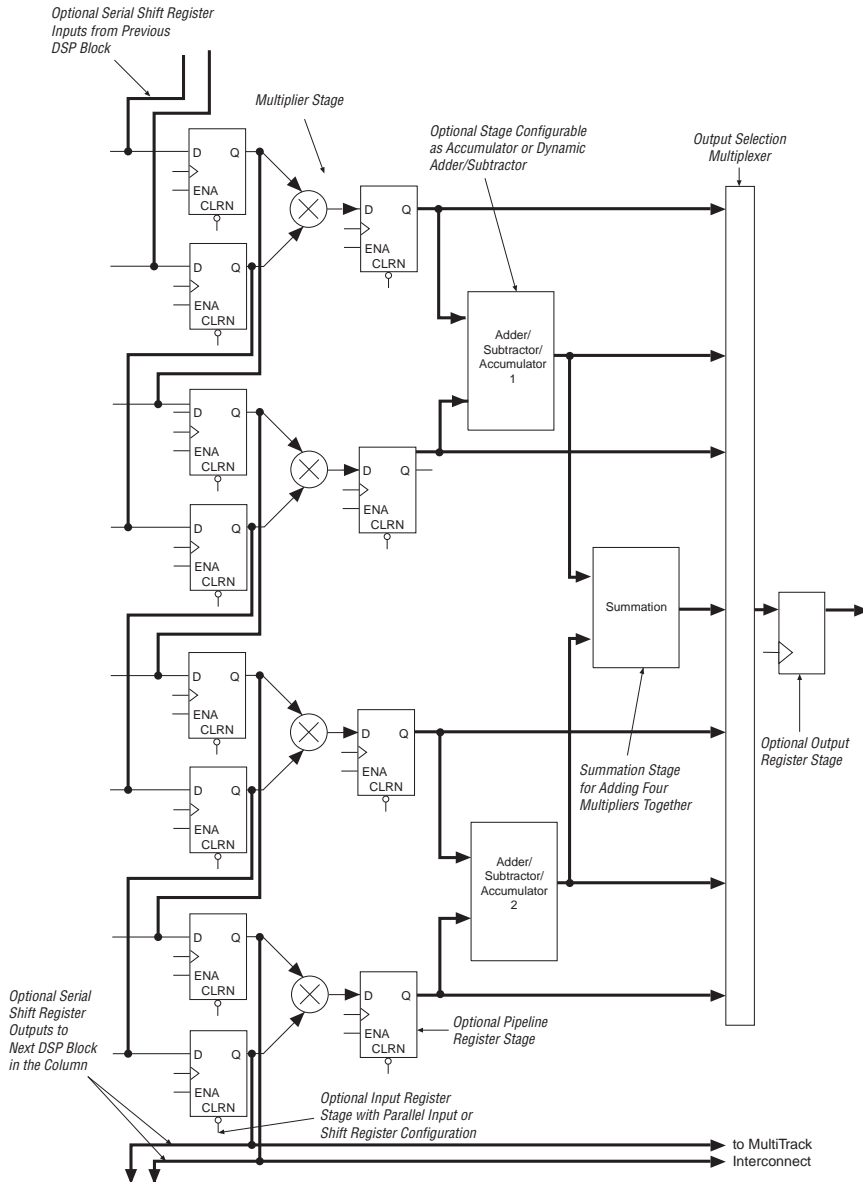 Optional Serial Shift Register
Inputs from Previous
DSP Block
Multiplier Stage
Optional Stage Configurable
as Accumulator or Dynamic
Adder/Subtractor
Output Selection
Multiplexer
D Q
ENA
CLRN
D Q
ENA
CLRN
D Q
ENA
CLRN
Adder/
Subtractor/
Accumulator
1
D Q
ENA
CLRN
D Q
ENA
CLRN
D Q
ENA
CLRN
Summation
D Q
ENA
CLRN
D Q
ENA
CLRN
D Q
ENA
CLRN
Optional Output
Register Stage
Summation Stage
for Adding Four
Multipliers Together
Adder/
Subtractor/
Accumulator
2
D Q
ENA
CLRN
D Q
ENA
CLRN
D Q
ENA
CLRN
Optional Serial
Shift Register
Outputs to
Next DSP Block
in the Column
Optional Pipeline
Register Stage
Optional Input Register
Stage with Parallel Input or
Shift Register Configuration
to MultiTrack
Interconnect